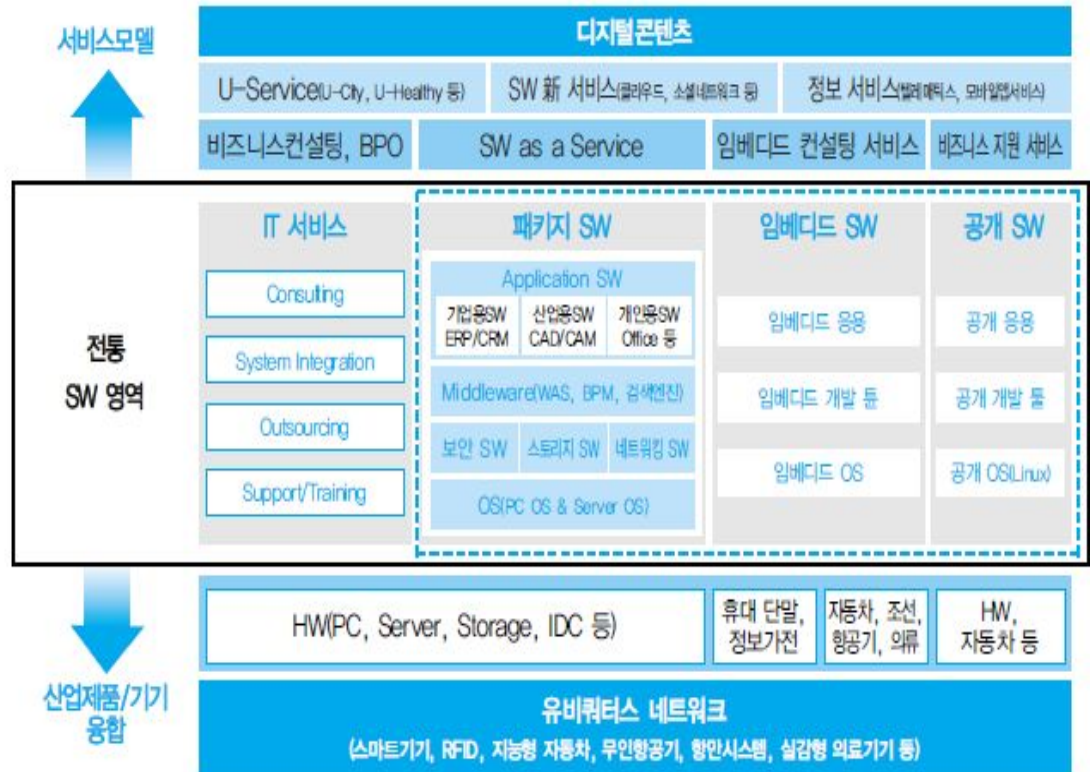 서비스모델
디지털콘텐츠
U-Service(U-City, U-Healthy 등)
SW 新 서비스(클라우드, 소셜네트워크 등)
정보 서비스(텔레매틱스, 모바일앱서비스)
비즈니스컨설팅, BPO
SW as a Service
임베디드 컨설팅 서비스
비즈니스 지원 서비스
전통
SW 영역
IT 서비스
Consulting
System Integration
Outsourcing
Support/Training
패키지 SW
Application SW
기업용SW
ERP/CRM
산업용SW
CAD/CAM
개인용SW
Office 등
Middleware(WAS, BPM, 검색엔진)
보안 SW
스토리지 SW
네트워킹 SW
OS(PC OS & Server OS)
임베디드 SW
임베디드 응용
임베디드 개발 툴
임베디드 OS
공개 SW
공개 응용
공개 개발 툴
공개 OS(Linux)
HW(PC, Server, Storage, IDC 등)
휴대 단말,
정보가전
자동차, 조선,
항공기, 의류
HW,
자동차 등
산업제품/기기
융합
유비쿼터스 네트워크
(스마트기기, RFID, 지능형 자동차, 무인항공기, 항만시스템, 실감형 의료기기 등)